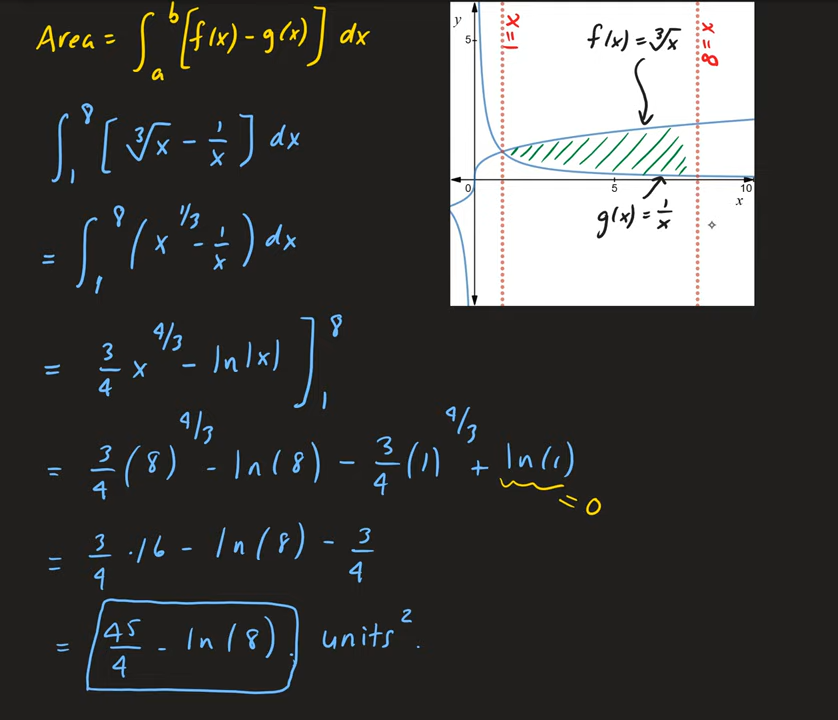 Area = ∫_a^b [f(x) - g(x)] dx
∫_1^8 [∛x - 1/x] dx
= ∫_1^8 (x^{1/3} - 1/x) dx
= 3/4 x^{4/3} - ln|x| ]_1^8
= 3/4 (8)^{4/3} - ln(8) - 3/4 (1)^{4/3} + ln(1)
= 0
= 3/4 · 16 - ln(8) - 3/4
= 45/4 - ln(8). units².
y
5
x=1
f(x) = ∛x
x=8
0
5
10
x
g(x) = 1/x